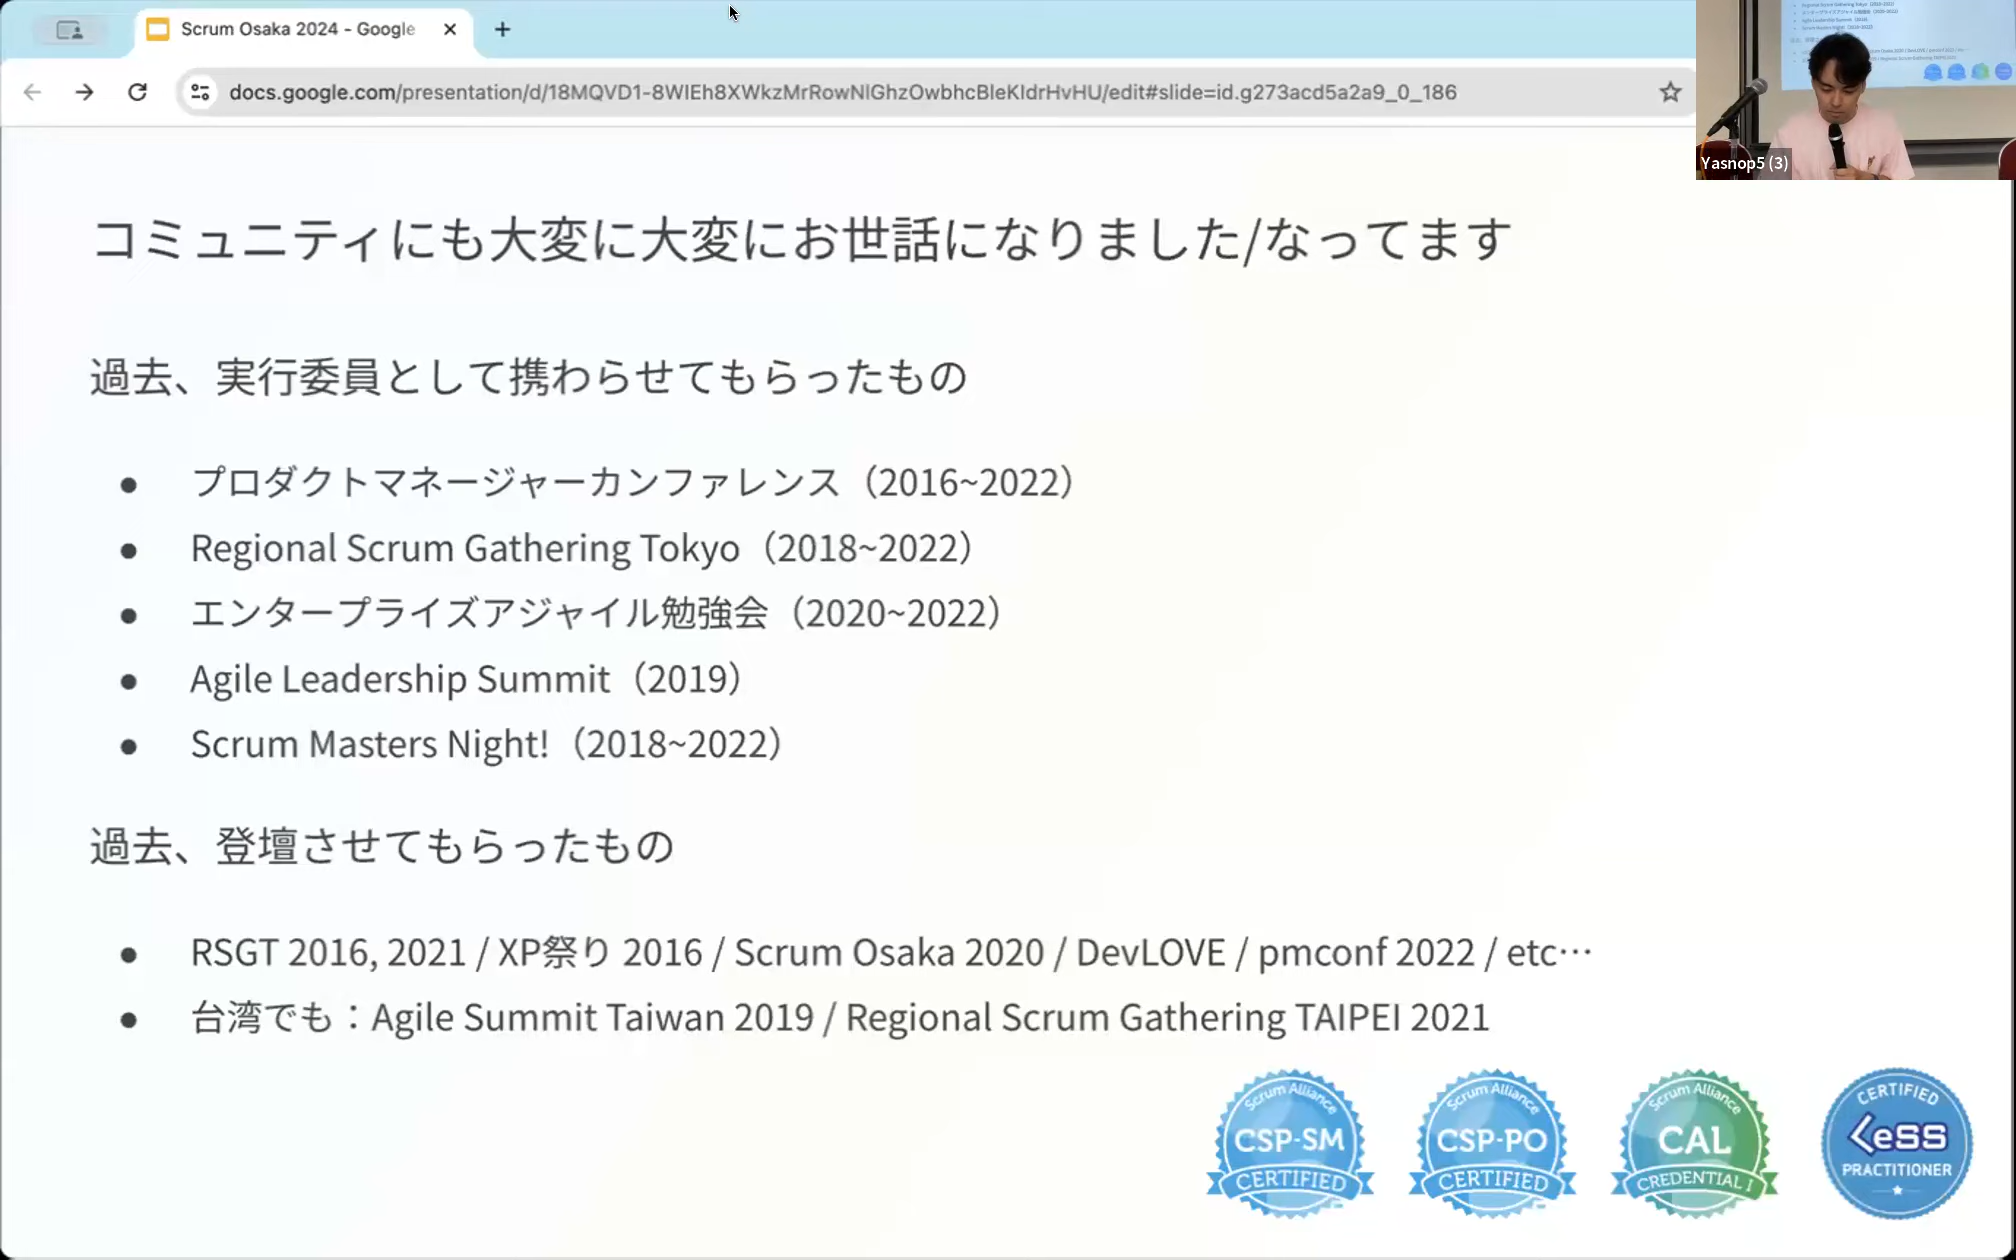 Scrum Osaka 2024 - Google
docs.google.com/presentation/d/18MQVD1-8WIEh8XWkzMrRowNlGhzOwbhcBleKldrHvHU/edit#slide=id.g273acd5a2a9_0_186
Yasnop5 (3)
コミュニティにも大変に大変にお世話になりました/なってます
過去、実行委員として携わらせてもらったもの
● プロダクトマネージャーカンファレンス（2016~2022）
● Regional Scrum Gathering Tokyo（2018~2022）
● エンタープライズアジャイル勉強会（2020~2022）
● Agile Leadership Summit（2019）
● Scrum Masters Night!（2018~2022）
過去、登壇させてもらったもの
● RSGT 2016, 2021 / XP祭り 2016 / Scrum Osaka 2020 / DevLOVE / pmconf 2022 / etc…
● 台湾でも：Agile Summit Taiwan 2019 / Regional Scrum Gathering TAIPEI 2021
Scrum Alliance
CSP-SM
CERTIFIED
Scrum Alliance
CSP-PO
CERTIFIED
Scrum Alliance
CAL
CREDENTIAL I
CERTIFIED
LeSS
PRACTITIONER